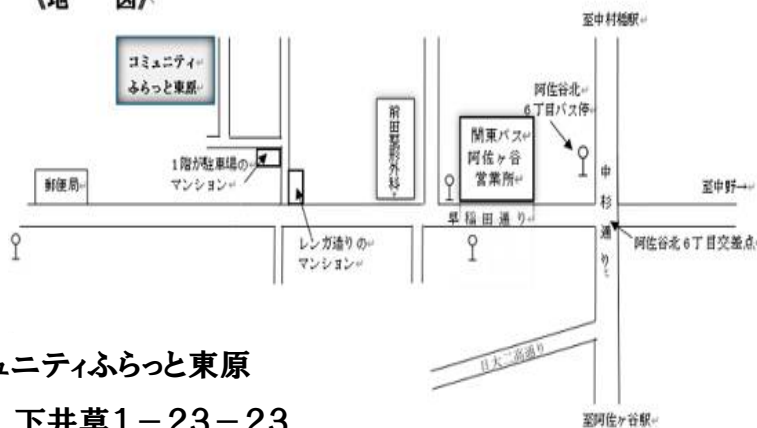 《地 図》
至中村橋駅
コミュニティ
ふらっと東原
阿佐谷北
6丁目バス停
前田整形外科
関東バス
阿佐ヶ谷
営業所
1階が駐車場の
マンション
郵便局
中杉通り
至中野→
早稲田通り
レンガ造りの
マンション
阿佐谷北6丁目交差点
日大二高通り
ュニティふらっと東原
下井草1-23-23
至阿佐ヶ谷駅